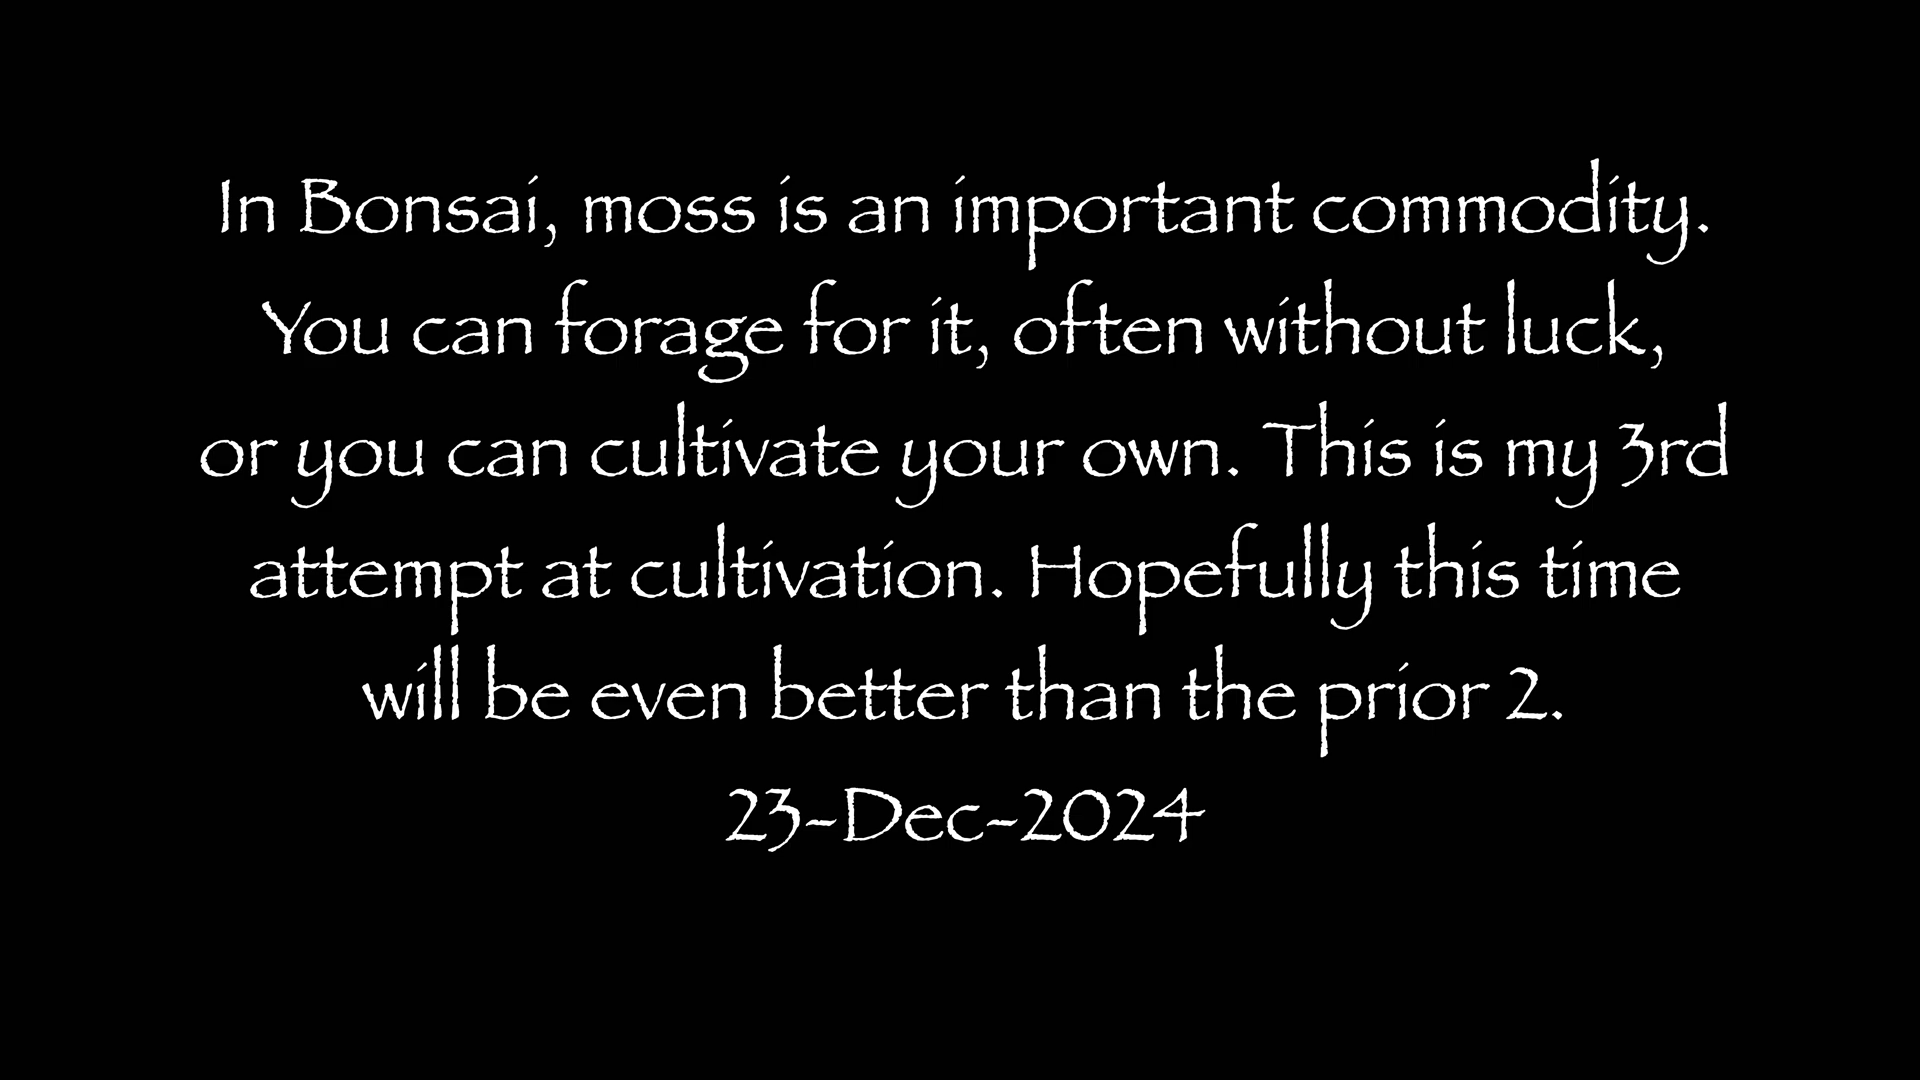 In Bonsai, moss is an important commodity.
You can forage for it, often without luck,
or you can cultivate your own. This is my 3rd
attempt at cultivation. Hopefully this time
will be even better than the prior 2.
23-Dec-2024